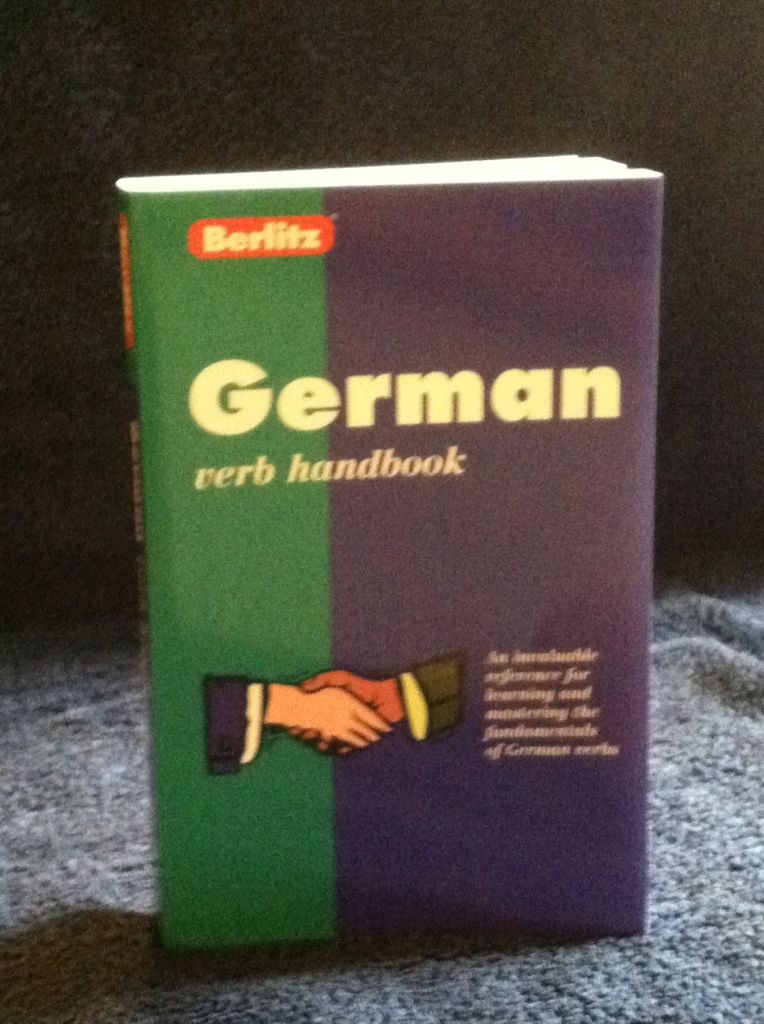 Berlitz
German
verb handbook
An invaluable
reference for
learning and
mastering the
fundamentals
of German verbs